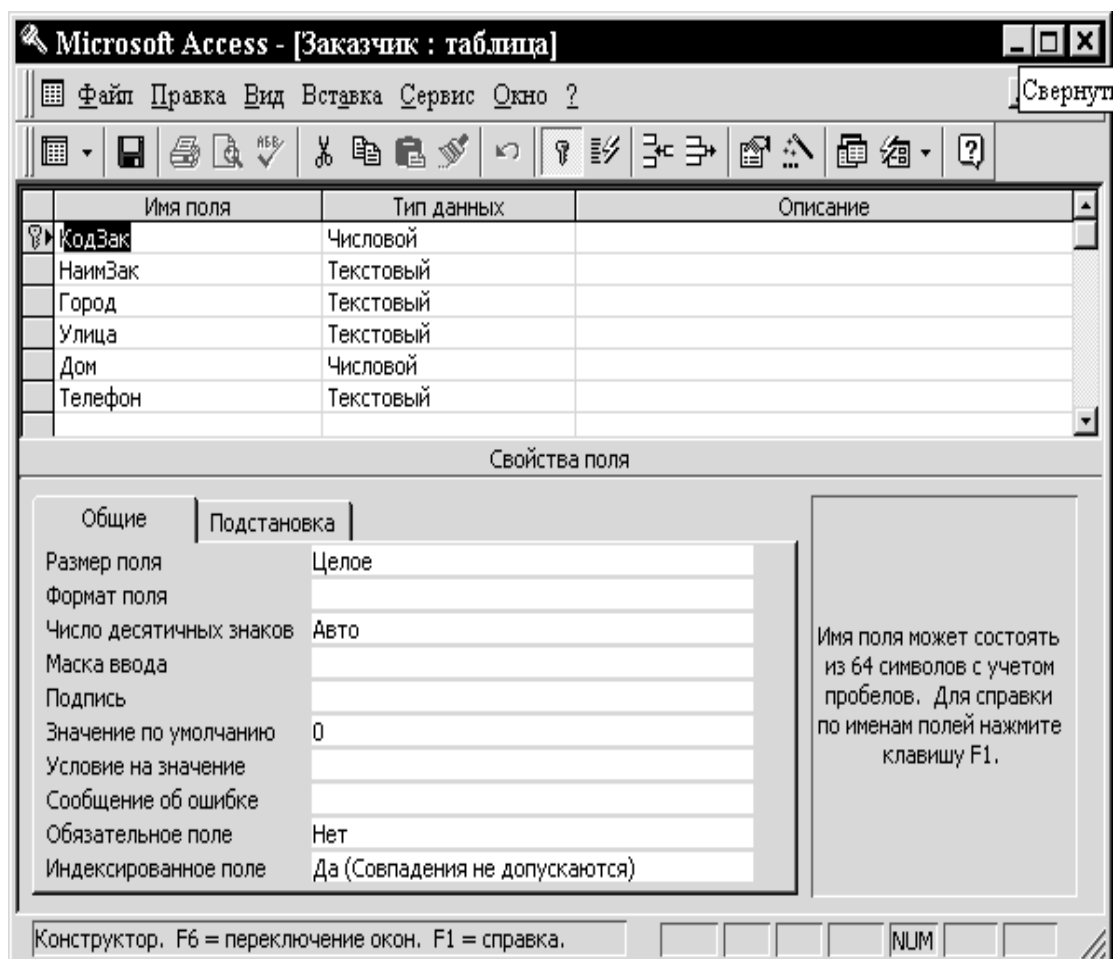 Microsoft Access - [Заказчик : таблица]
Файл Правка Вид Вставка Сервис Окно ?
Свернут
Имя поля Тип данных Описание
КодЗак Числовой
НаимЗак Текстовый
Город Текстовый
Улица Текстовый
Дом Числовой
Телефон Текстовый
Свойства поля
Общие Подстановка
Размер поля Целое
Формат поля
Число десятичных знаков Авто
Маска ввода
Подпись
Значение по умолчанию 0
Условие на значение
Сообщение об ошибке
Обязательное поле Нет
Индексированное поле Да (Совпадения не допускаются)
Имя поля может состоять
из 64 символов с учетом
пробелов. Для справки
по именам полей нажмите
клавишу F1.
Конструктор. F6 = переключение окон. F1 = справка. NUM